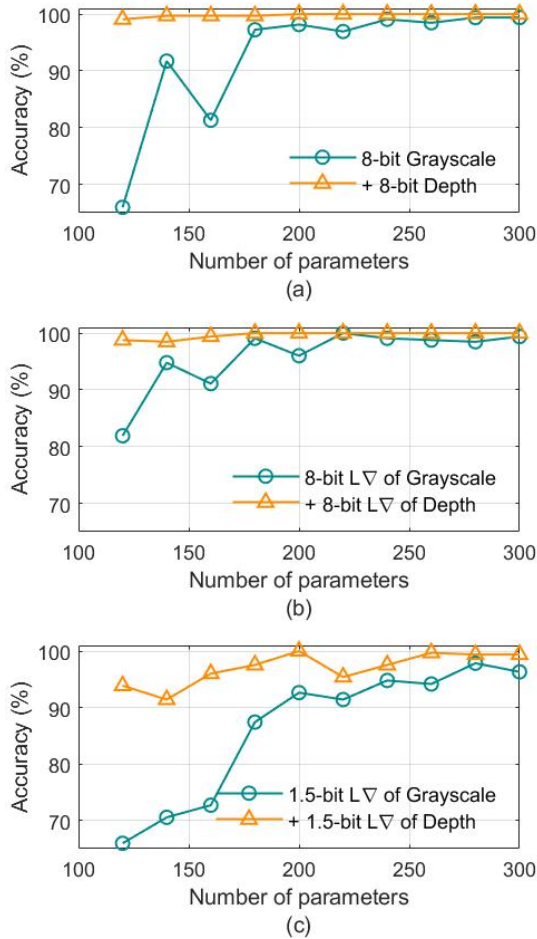 100
90
80
70
Accuracy (%)
8-bit Grayscale
+ 8-bit Depth
100 150 200 250 300
Number of parameters
(a)
100
90
80
70
Accuracy (%)
8-bit L∇ of Grayscale
+ 8-bit L∇ of Depth
100 150 200 250 300
Number of parameters
(b)
100
90
80
70
Accuracy (%)
1.5-bit L∇ of Grayscale
+ 1.5-bit L∇ of Depth
100 150 200 250 300
Number of parameters
(c)